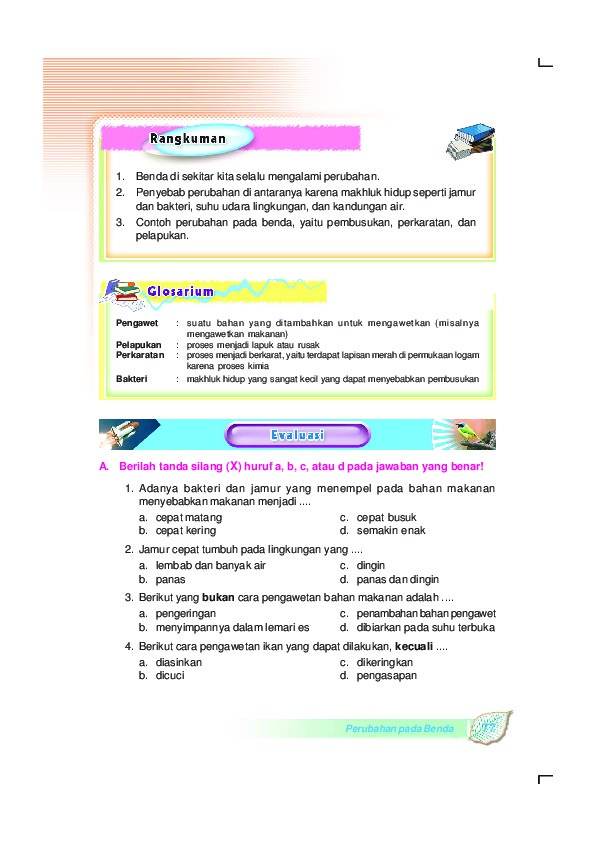 Rangkuman
1. Benda di sekitar kita selalu mengalami perubahan.
2. Penyebab perubahan di antaranya karena makhluk hidup seperti jamur
dan bakteri, suhu udara lingkungan, dan kandungan air.
3. Contoh perubahan pada benda, yaitu pembusukan, perkaratan, dan
pelapukan.
Glosarium
Pengawet : suatu bahan yang ditambahkan untuk mengawetkan (misalnya
mengawetkan makanan)
Pelapukan : proses menjadi lapuk atau rusak
Perkaratan : proses menjadi berkarat, yaitu terdapat lapisan merah di permukaan logam
karena proses kimia
Bakteri : makhluk hidup yang sangat kecil yang dapat menyebabkan pembusukan
Evaluasi
A. Berilah tanda silang (X) huruf a, b, c, atau d pada jawaban yang benar!
1. Adanya bakteri dan jamur yang menempel pada bahan makanan
menyebabkan makanan menjadi ....
a. cepat matang c. cepat busuk
b. cepat kering d. semakin enak
2. Jamur cepat tumbuh pada lingkungan yang ....
a. lembab dan banyak air c. dingin
b. panas d. panas dan dingin
3. Berikut yang bukan cara pengawetan bahan makanan adalah ....
a. pengeringan c. penambahan bahan pengawet
b. menyimpannya dalam lemari es d. dibiarkan pada suhu terbuka
4. Berikut cara pengawetan ikan yang dapat dilakukan, kecuali ....
a. diasinkan c. dikeringkan
b. dicuci d. pengasapan
Perubahan pada Benda 77